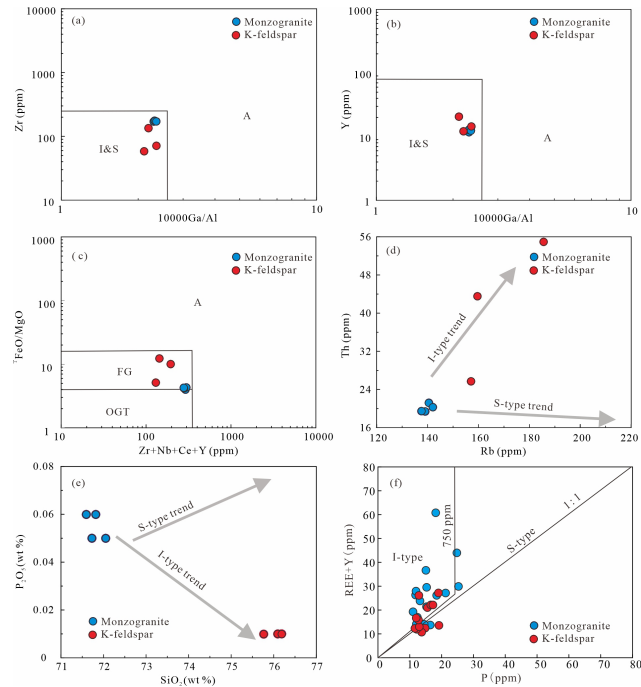 (a)
Monzogranite
K-feldspar
Zr (ppm)
10000
1000
100
10
I&S
A
1
10000Ga/Al
10
(b)
Monzogranite
K-feldspar
Y (ppm)
1000
100
10
1
I&S
A
1
10000Ga/Al
10
(c)
Monzogranite
K-feldspar
TFeO/MgO
1000
100
10
1
A
FG
OGT
10
100
1000
10000
Zr+Nb+Ce+Y (ppm)
(d)
Monzogranite
K-feldspar
Th (ppm)
56
48
40
32
24
16
I-type trend
S-type trend
120
140
160
180
200
220
Rb (ppm)
(e)
P2O5 (wt %)
0.08
0.06
0.04
0.02
0
S-type trend
I-type trend
Monzogranite
K-feldspar
71
72
73
74
75
76
77
SiO2 (wt %)
(f)
REE+Y (ppm)
80
70
60
50
40
30
20
10
0
750 ppm
1:1
S-type
I-type
Monzogranite
K-feldspar
0
10
20
30
40
50
60
70
80
P (ppm)